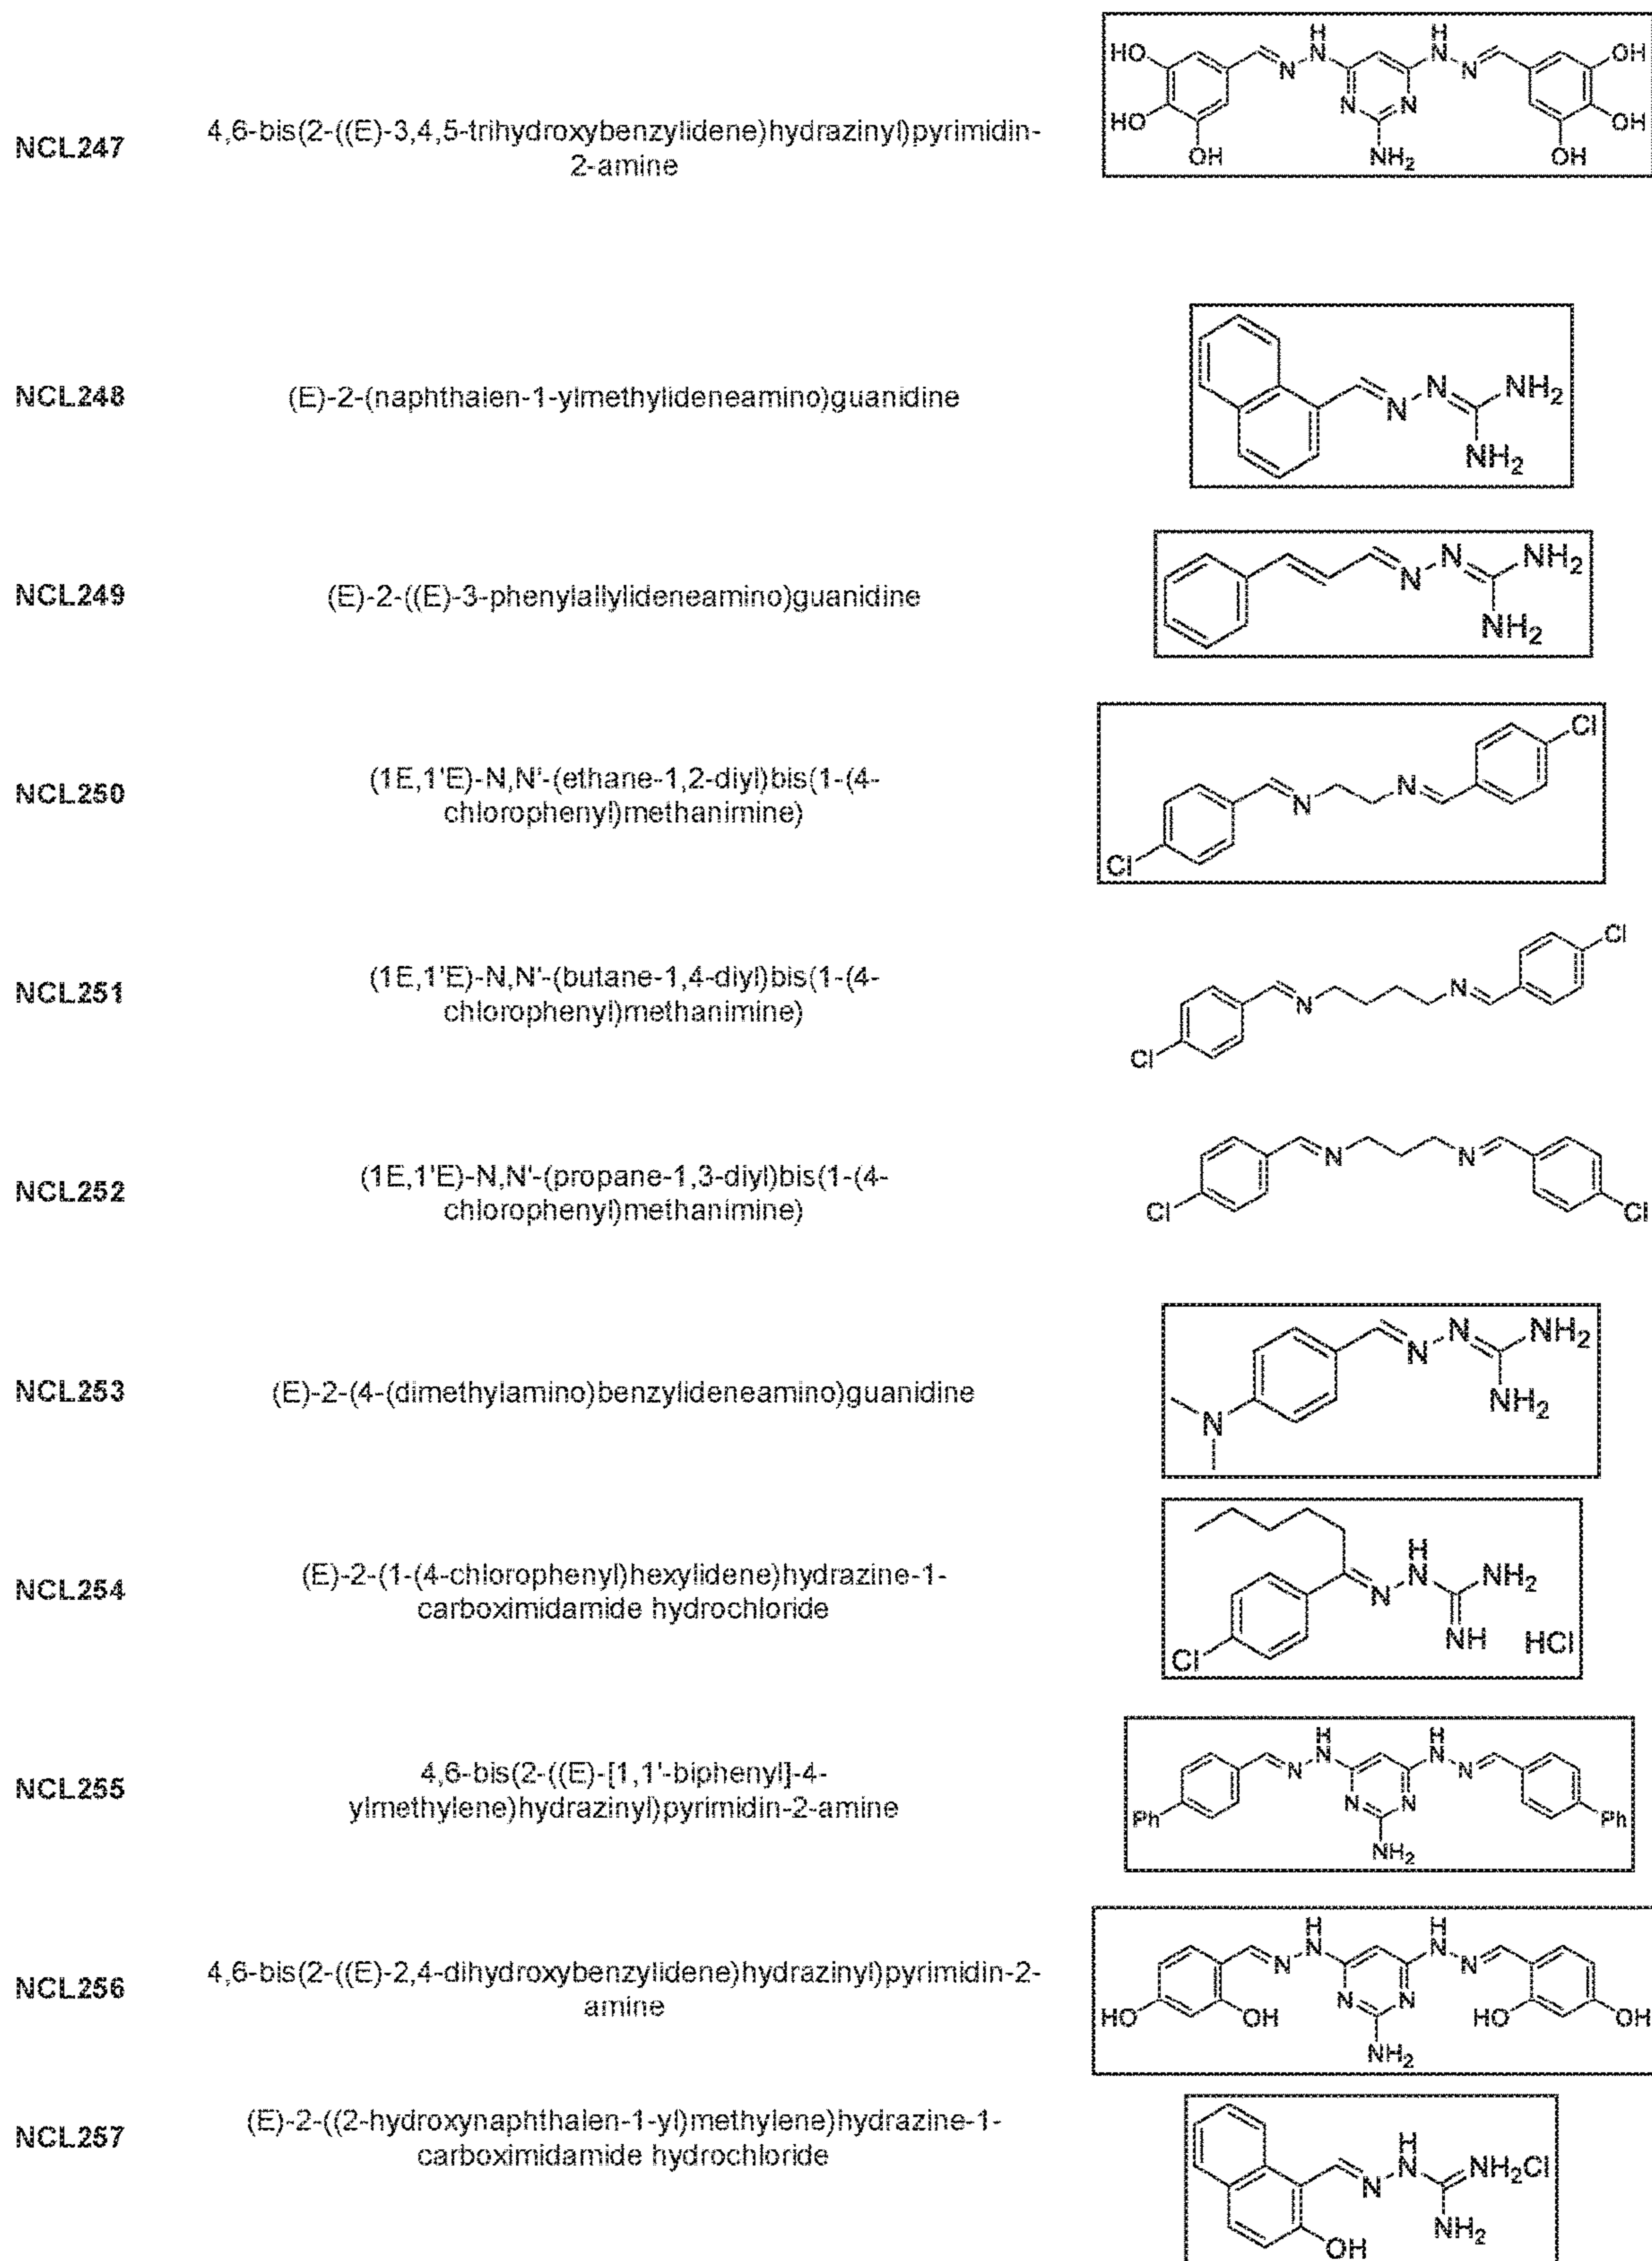 NCL247
4,6-bis(2-((E)-3,4,5-trihydroxybenzylidene)hydrazinyl)pyrimidin-
2-amine
HO
HO
OH
N
H
N
N
N
NH2
H
N
N
OH
OH
OH
NCL248
(E)-2-(naphthalen-1-ylmethylideneamino)guanidine
N
N
NH2
NH2
NCL249
(E)-2-((E)-3-phenylallylideneamino)guanidine
N
N
NH2
NH2
NCL250
(1E,1'E)-N,N'-(ethane-1,2-diyl)bis(1-(4-
chlorophenyl)methanimine)
Cl
N
N
Cl
NCL251
(1E,1'E)-N,N'-(butane-1,4-diyl)bis(1-(4-
chlorophenyl)methanimine)
Cl
N
N
Cl
NCL252
(1E,1'E)-N,N'-(propane-1,3-diyl)bis(1-(4-
chlorophenyl)methanimine)
Cl
N
N
Cl
NCL253
(E)-2-(4-(dimethylamino)benzylideneamino)guanidine
N
N
N
NH2
NH2
NCL254
(E)-2-(1-(4-chlorophenyl)hexylidene)hydrazine-1-
carboximidamide hydrochloride
Cl
N
H
N
NH2
NH
HCl
NCL255
4,6-bis(2-((E)-[1,1'-biphenyl]-4-
ylmethylene)hydrazinyl)pyrimidin-2-amine
Ph
N
H
N
N
N
NH2
H
N
N
Ph
NCL256
4,6-bis(2-((E)-2,4-dihydroxybenzylidene)hydrazinyl)pyrimidin-2-
amine
HO
OH
N
H
N
N
N
NH2
H
N
N
HO
OH
NCL257
(E)-2-((2-hydroxynaphthalen-1-yl)methylene)hydrazine-1-
carboximidamide hydrochloride
OH
N
H
N
NH2Cl
NH2